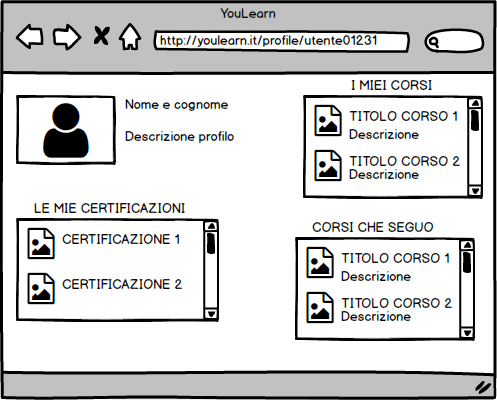 YouLearn
http://youlearn.it/profile/utente01231
Nome e cognome
Descrizione profilo
I MIEI CORSI
TITOLO CORSO 1
Descrizione
TITOLO CORSO 2
Descrizione
LE MIE CERTIFICAZIONI
CERTIFICAZIONE 1
CERTIFICAZIONE 2
CORSI CHE SEGUO
TITOLO CORSO 1
Descrizione
TITOLO CORSO 2
Descrizione